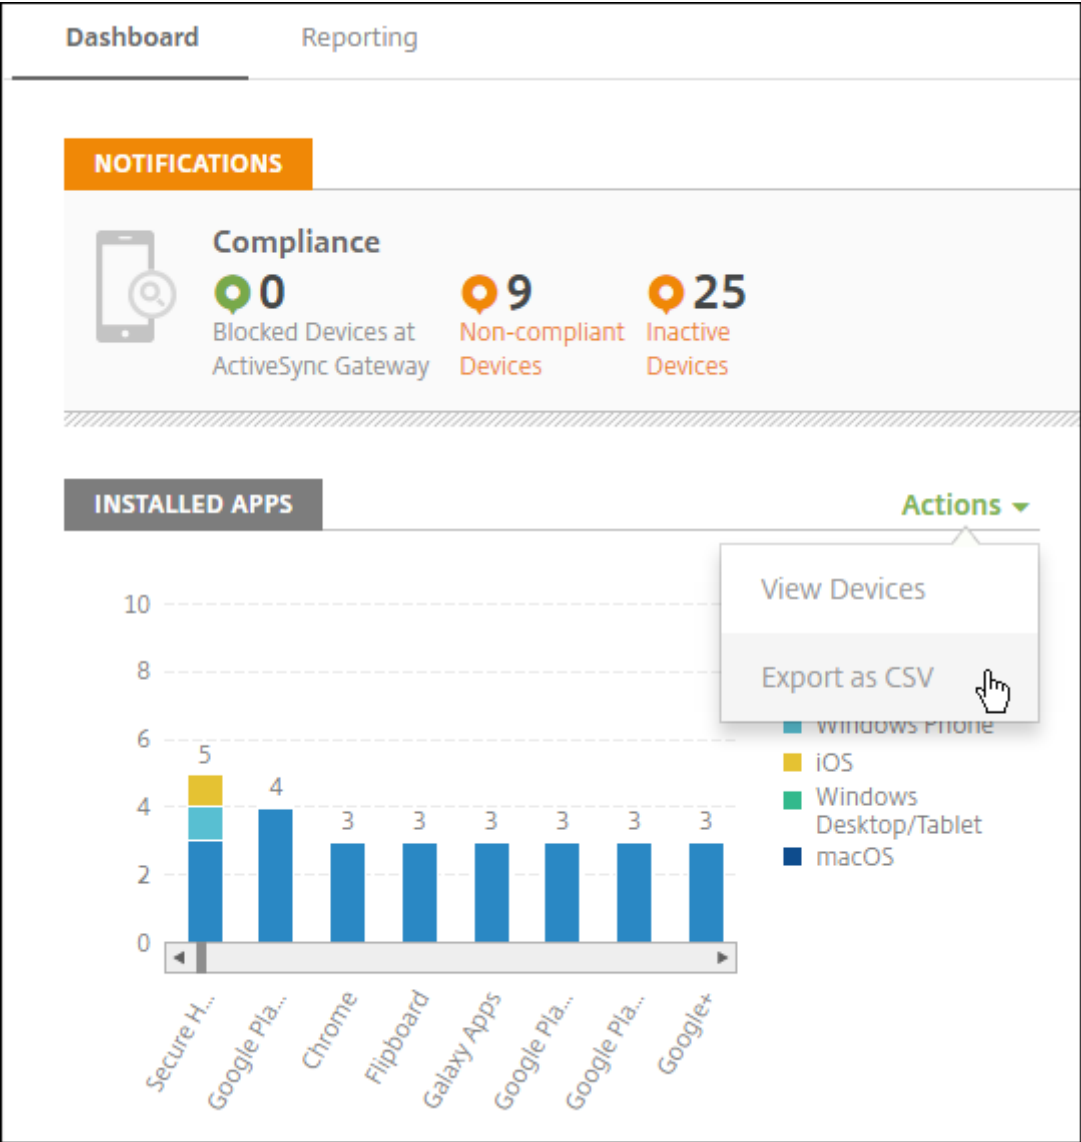 Dashboard Reporting
NOTIFICATIONS
Compliance
0 9 25
Blocked Devices at Non-compliant Inactive
ActiveSync Gateway Devices Devices
INSTALLED APPS Actions
View Devices
Export as CSV
10
8
6
4
2
0
5 4 3 3 3 3 3 3
Windows Phone
iOS
Windows
Desktop/Tablet
macOS
Secure H...
Google Pla...
Chrome
Flipboard
Galaxy Apps
Google Pla...
Google Pla...
Google+